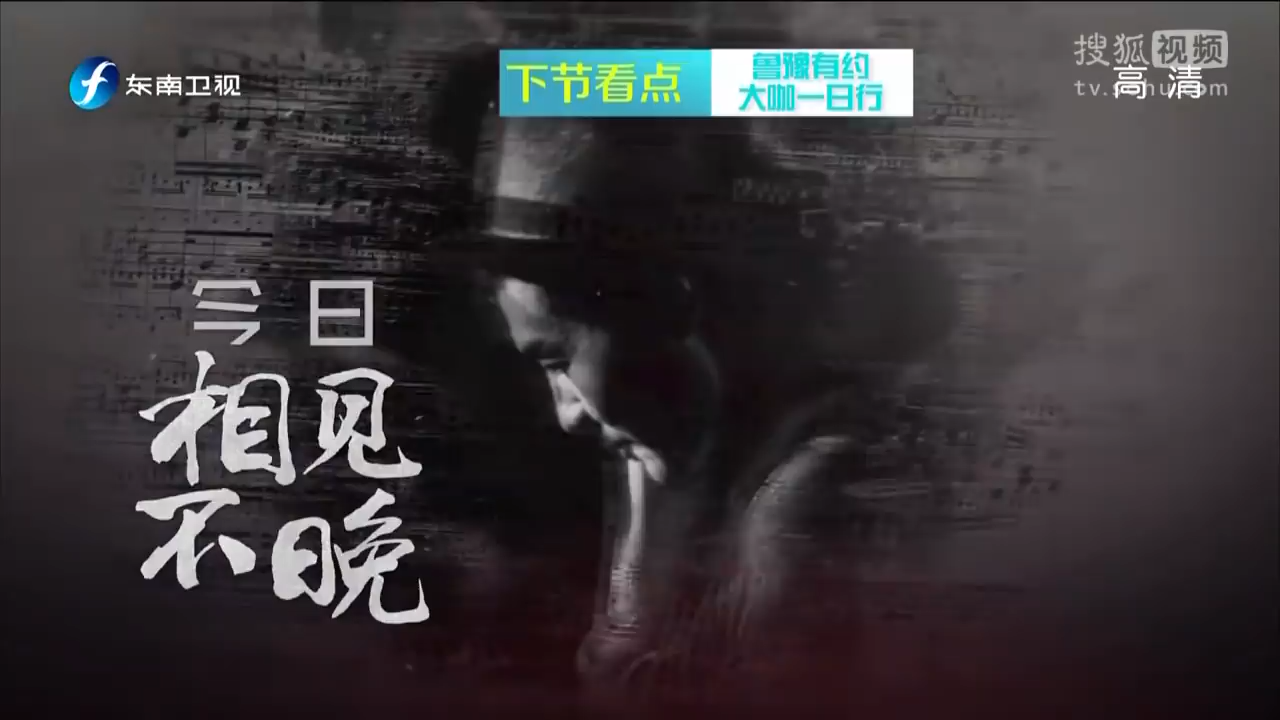 东南卫视
下节看点
鲁豫有约
大咖一日行
搜狐视频
高清
今日
相见
不晚